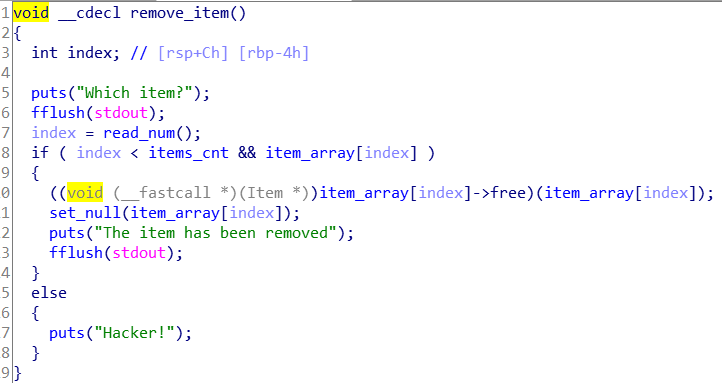 1 void __cdecl remove_item()
2 {
3   int index; // [rsp+Ch] [rbp-4h]
4
5   puts("Which item?");
6   fflush(stdout);
7   index = read_num();
8   if ( index < items_cnt && item_array[index] )
9   {
0     ((void (__fastcall *)(Item *))item_array[index]->free)(item_array[index]);
1     set_null(item_array[index]);
2     puts("The item has been removed");
3     fflush(stdout);
4   }
5   else
6   {
7     puts("Hacker!");
8   }
9 }